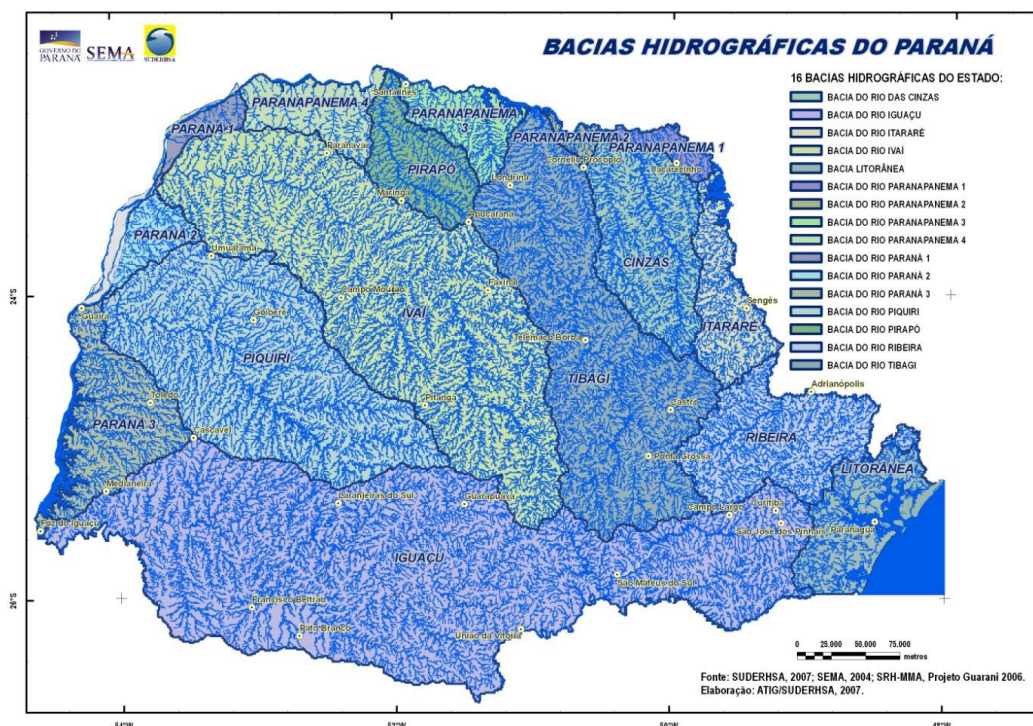 GOVERNO DO
PARANÁ
SEMA
SUDERHSA
BACIAS HIDROGRÁFICAS DO PARANÁ
16 BACIAS HIDROGRÁFICAS DO ESTADO:
BACIA DO RIO DAS CINZAS
BACIA DO RIO IGUAÇU
BACIA DO RIO ITARARÉ
BACIA DO RIO IVAÍ
BACIA LITORÂNEA
BACIA DO RIO PARANAPANEMA 1
BACIA DO RIO PARANAPANEMA 2
BACIA DO RIO PARANAPANEMA 3
BACIA DO RIO PARANAPANEMA 4
BACIA DO RIO PARANÁ 1
BACIA DO RIO PARANÁ 2
BACIA DO RIO PARANÁ 3
BACIA DO RIO PIQUIRI
BACIA DO RIO PIRAPÓ
BACIA DO RIO RIBEIRA
BACIA DO RIO TIBAGI
Santa Inês
PARANAPANEMA 4
PARANAPANEMA
3
PARANÁ 1
PARANAPANEMA 2
PARANAPANEMA 1
Paranavaí
PIRAPÓ
Cornélio Procópio
Jacarezinho
Londrina
Maringá
Apucarana
PARANÁ 2
Umuarama
CINZAS
Faxinal
Campo Mourão
24°S
Guaíra
Goioerê
IVAÍ
Sengés
ITARARÉ
Telêmaco Borba
PIQUIRI
TIBAGI
Adrianópolis
Toledo
Pitanga
Castro
PARANÁ 3
Cascavel
RIBEIRA
Ponta Grossa
LITORÂNEA
Medianeira
Laranjeiras do Sul
Guarapuava
Campo Largo
Curitiba
Foz do Iguaçu
São José dos Pinhais
Paranaguá
IGUAÇU
São Mateus do Sul
26°S
Francisco Beltrão
Pato Branco
União da Vitória
0 25.000 50.000 75.000
metros
Fonte: SUDERHSA, 2007; SEMA, 2004; SRH-MMA, Projeto Guarani 2006.
Elaboração: ATIG/SUDERHSA, 2007.
54°W
52°W
50°W
48°W